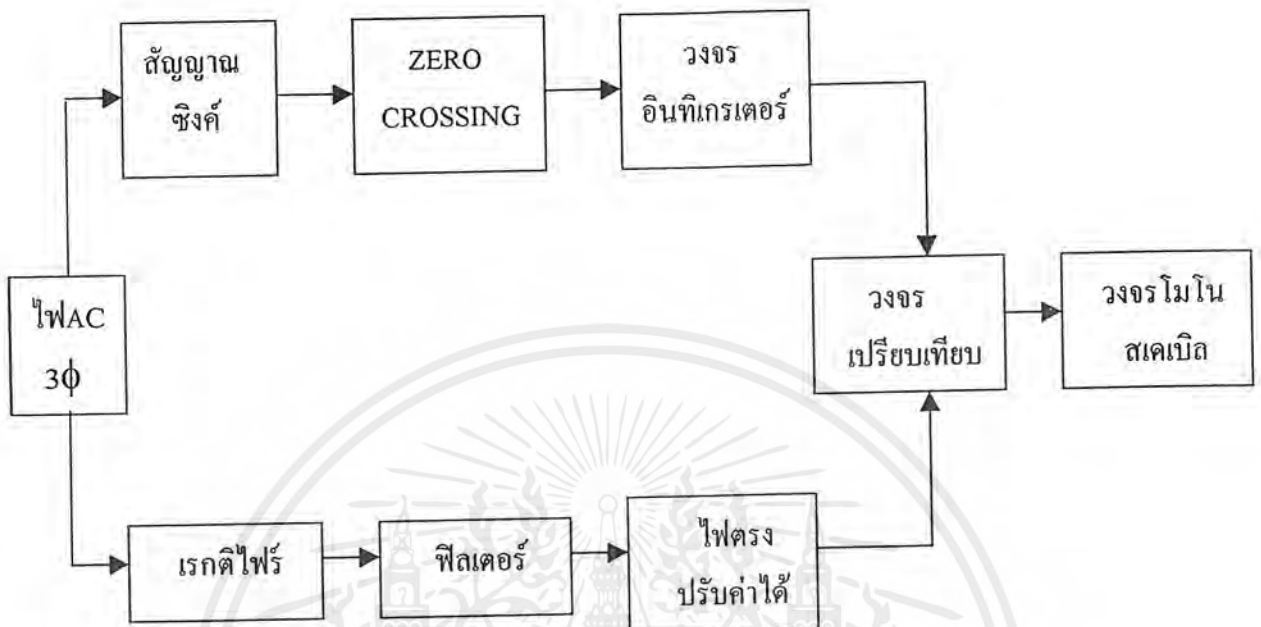 สัญญาณ
ซิงค์
ZERO
CROSSING
วงจร
อินทิเกรเตอร์
ไฟAC
3ϕ
วงจร
เปรียบเทียบ
วงจรโมโน
สเตเบิล
เรกติไฟร์
ฟิลเตอร์
ไฟตรง
ปรับค่าได้